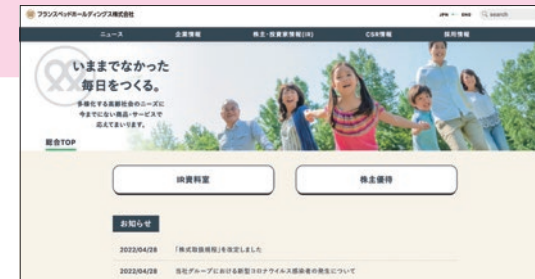 フランスベッドホールディングス株式会社
JPN
ENG
search
ニュース
企業情報
株主・投資家情報(IR)
CSR情報
採用情報
いままでなかった
毎日をつくる。
多様化する高齢社会のニーズに
今までにない商品・サービスで
応えてまいります。
総合TOP
IR資料室
株主優待
お知らせ
2022/04/28 「株式取扱規程」を改定しました
2022/04/28 当社グループにおける新型コロナウイルス感染者の発生について